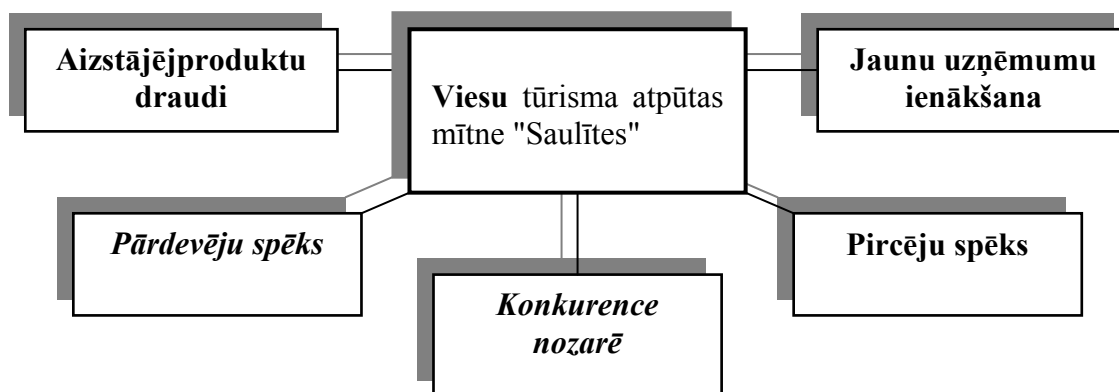 Aizstājējproduktu
draudi
Viesu tūrisma atpūtas
mītne "Saulītes"
Jaunu uzņēmumu
ienākšana
Pārdevēju spēks
Konkurence
nozarē
Pircēju spēks